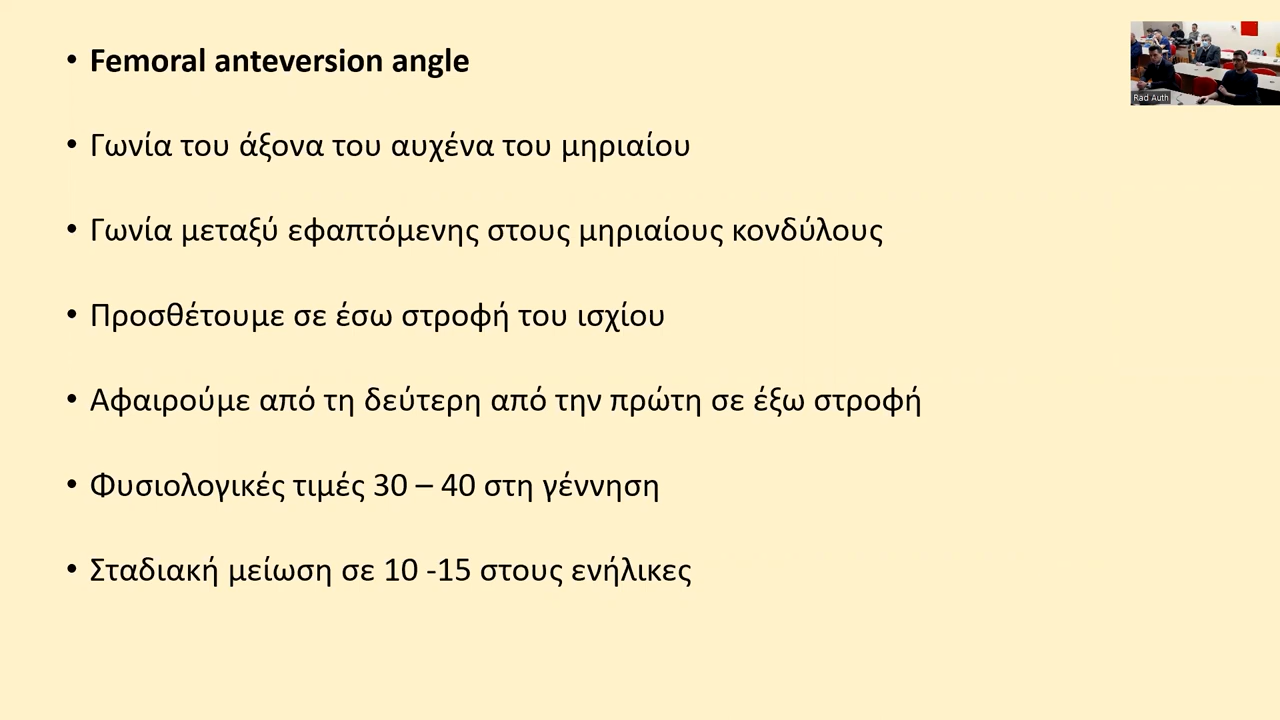 Femoral anteversion angle
Γωνία του άξονα του αυχένα του μηριαίου
Γωνία μεταξύ εφαπτόμενης στους μηριαίους κονδύλους
Προσθέτουμε σε έσω στροφή του ισχίου
Αφαιρούμε από τη δεύτερη από την πρώτη σε έξω στροφή
Φυσιολογικές τιμές 30 – 40 στη γέννηση
Σταδιακή μείωση σε 10 -15 στους ενήλικες
Rad Auth